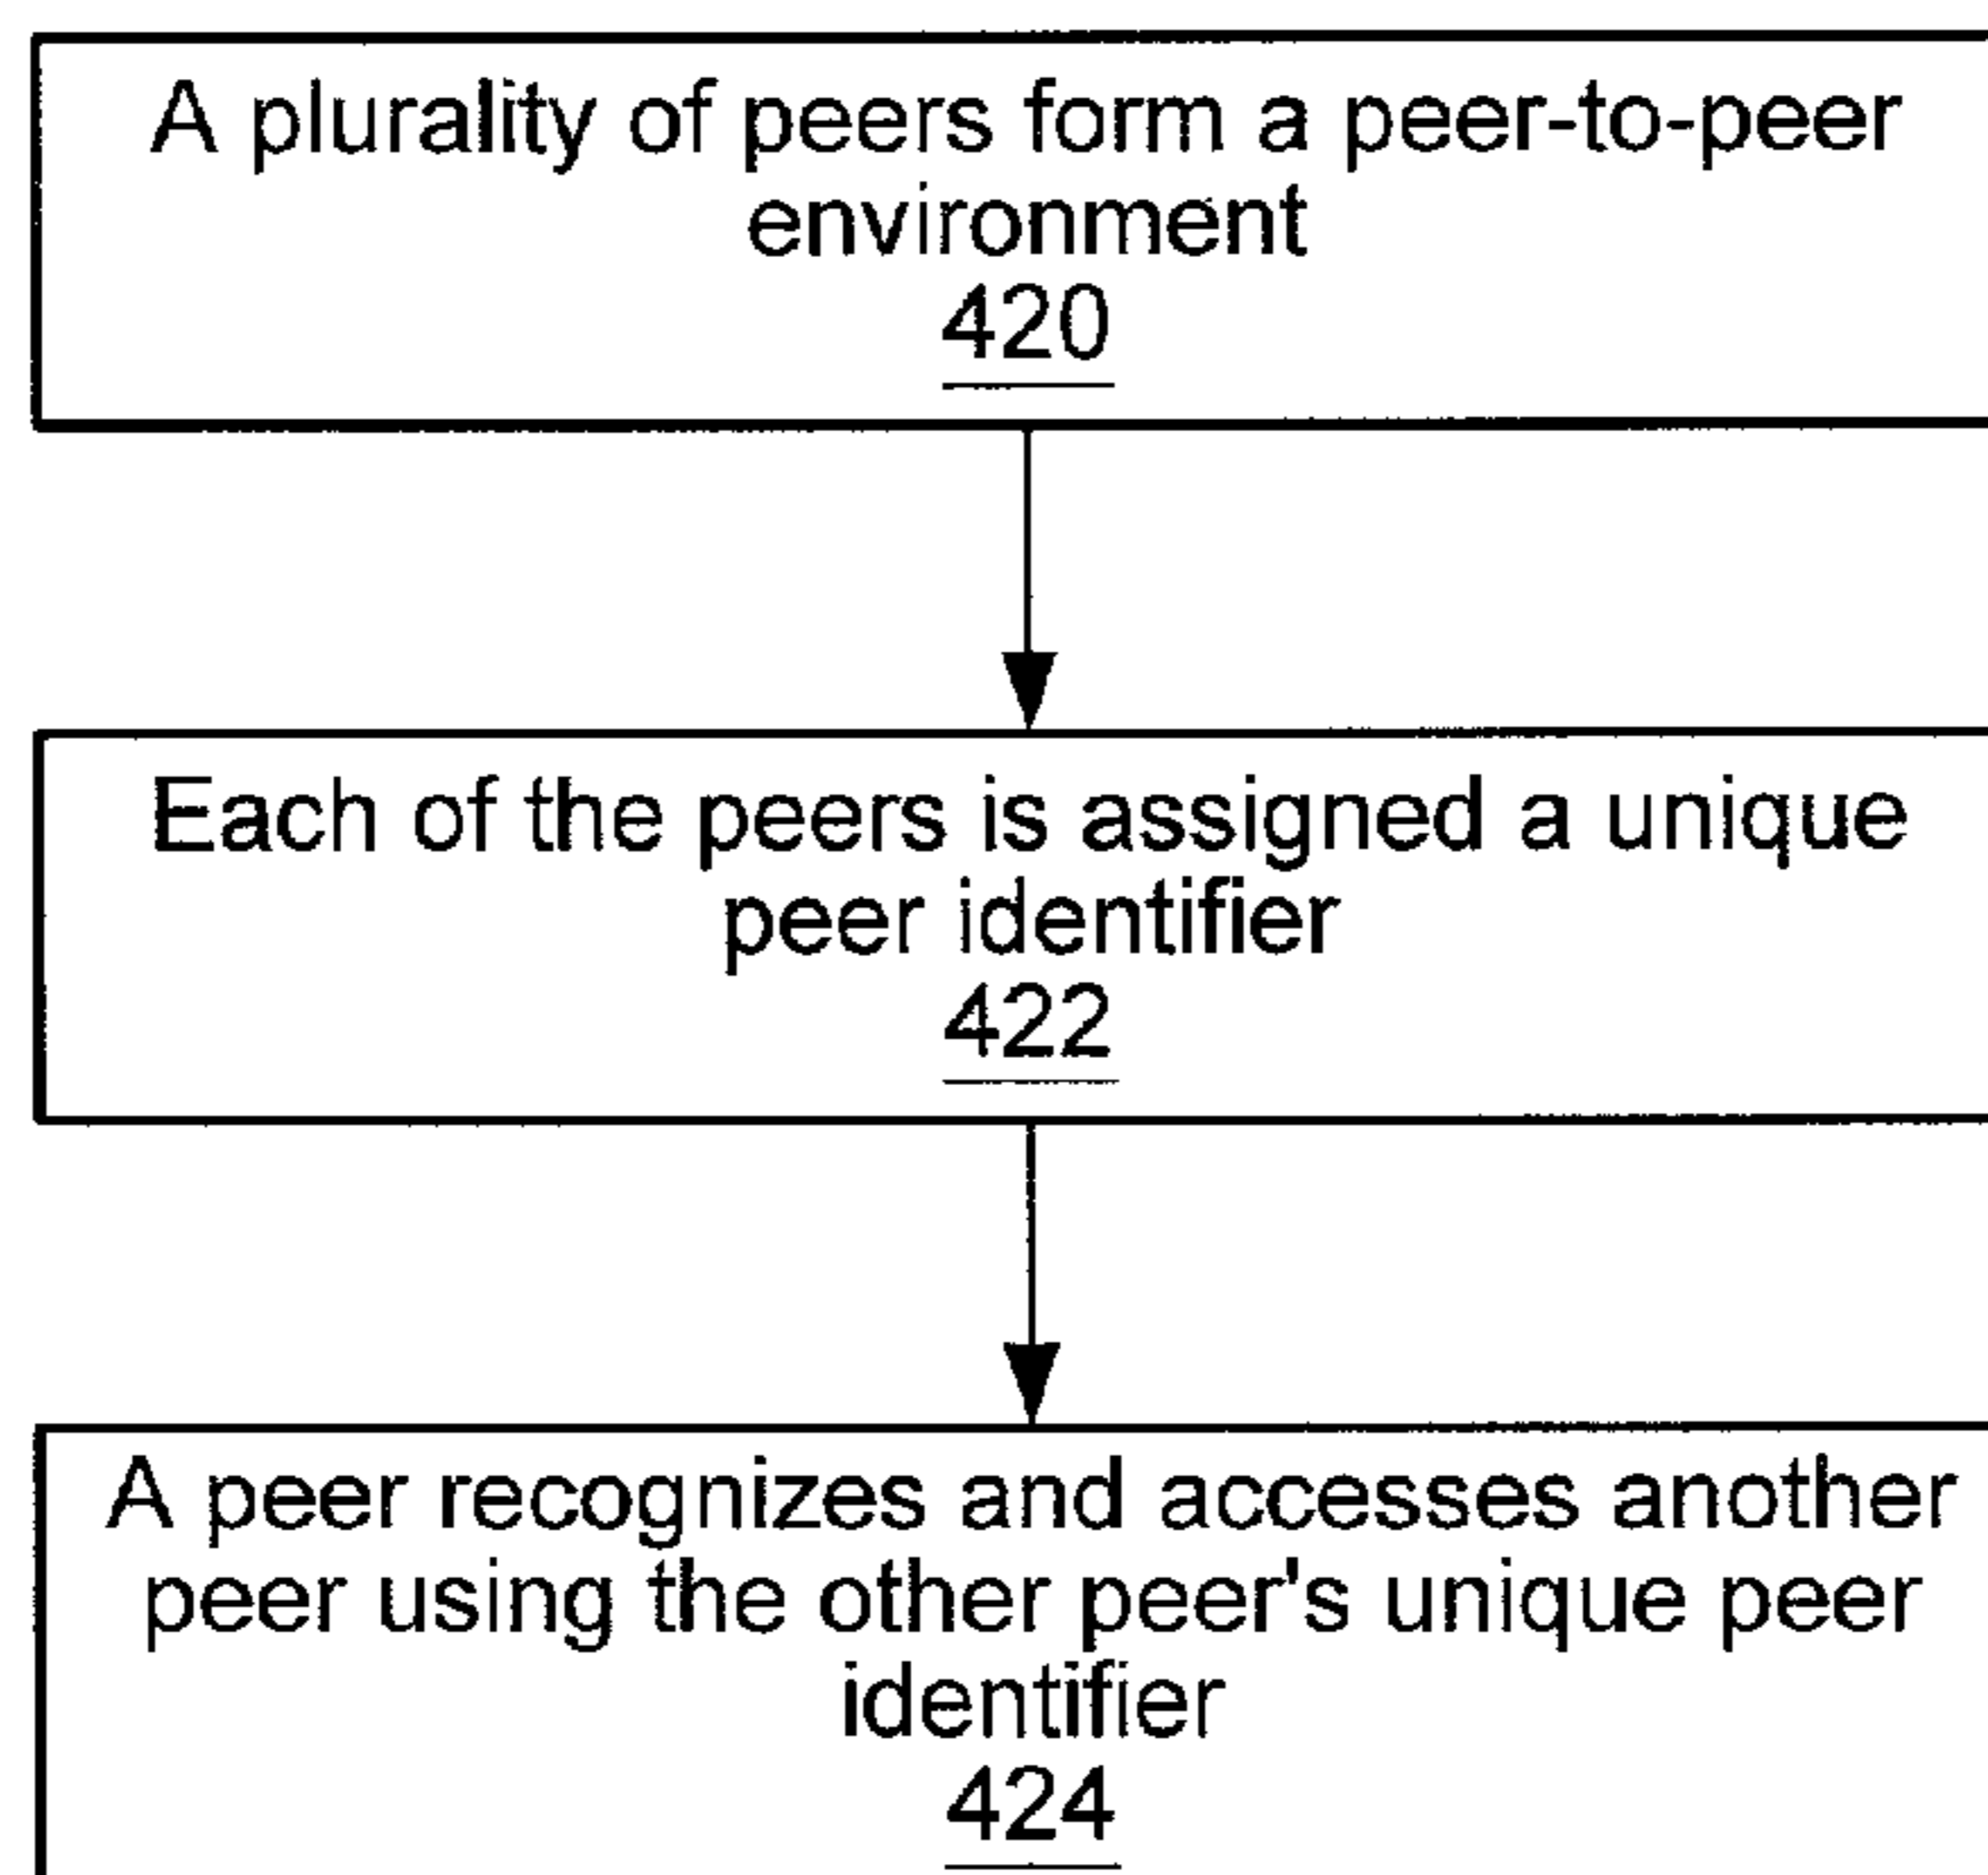 A plurality of peers form a peer-to-peer
environment
420
Each of the peers is assigned a unique
peer identifier
422
A peer recognizes and accesses another
peer using the other peer's unique peer
identifier
424